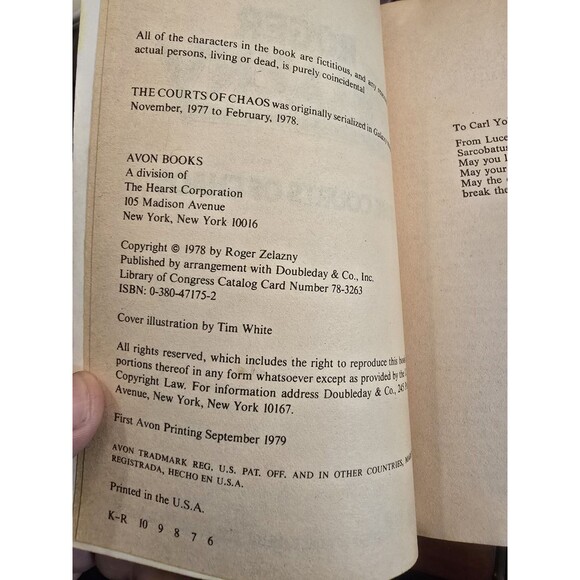 All of the characters in the book are fictitious, and any
actual persons, living or dead, is purely coincidental
THE COURTS OF CHAOS was originally serialized in
November, 1977 to February, 1978.
AVON BOOKS
A division of
The Hearst Corporation
105 Madison Avenue
New York, New York 10016
Copyright © 1978 by Roger Zelazny
Published by arrangement with Doubleday & Co., Inc.
Library of Congress Catalog Card Number 78-3263
ISBN: 0-380-47175-2
Cover illustration by Tim White
All rights reserved, which includes the right to reproduce this
portions thereof in any form whatsoever except as provided by the
Copyright Law. For information address Doubleday & Co., 245
Avenue, New York, New York 10167.
First Avon Printing September 1979
AVON TRADMARK REG. U.S. PAT. OFF. AND IN OTHER COUNTRIES,
REGISTRADA, HECHO EN U.S.A.
Printed in the U.S.A.
K-R 10 9 8 7 6
To Carl Yo
From Luce
Sarcobatu
May you l
May your
May the
break the